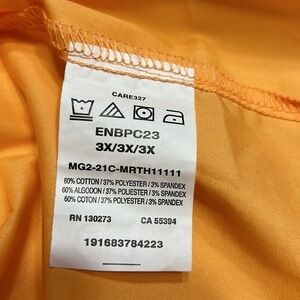 CARE327
ENBPC23
3X/3X/3X
MG2-21C-MRTH11111
60% COTTON / 37% POLYESTER / 3% SPANDEX
60% ALGODON / 37% POLYESTER / 3% SPANDEX
60% COTON / 37% POLYESTER / 3% SPANDEX
RN 130273 CA 55394
191683784223